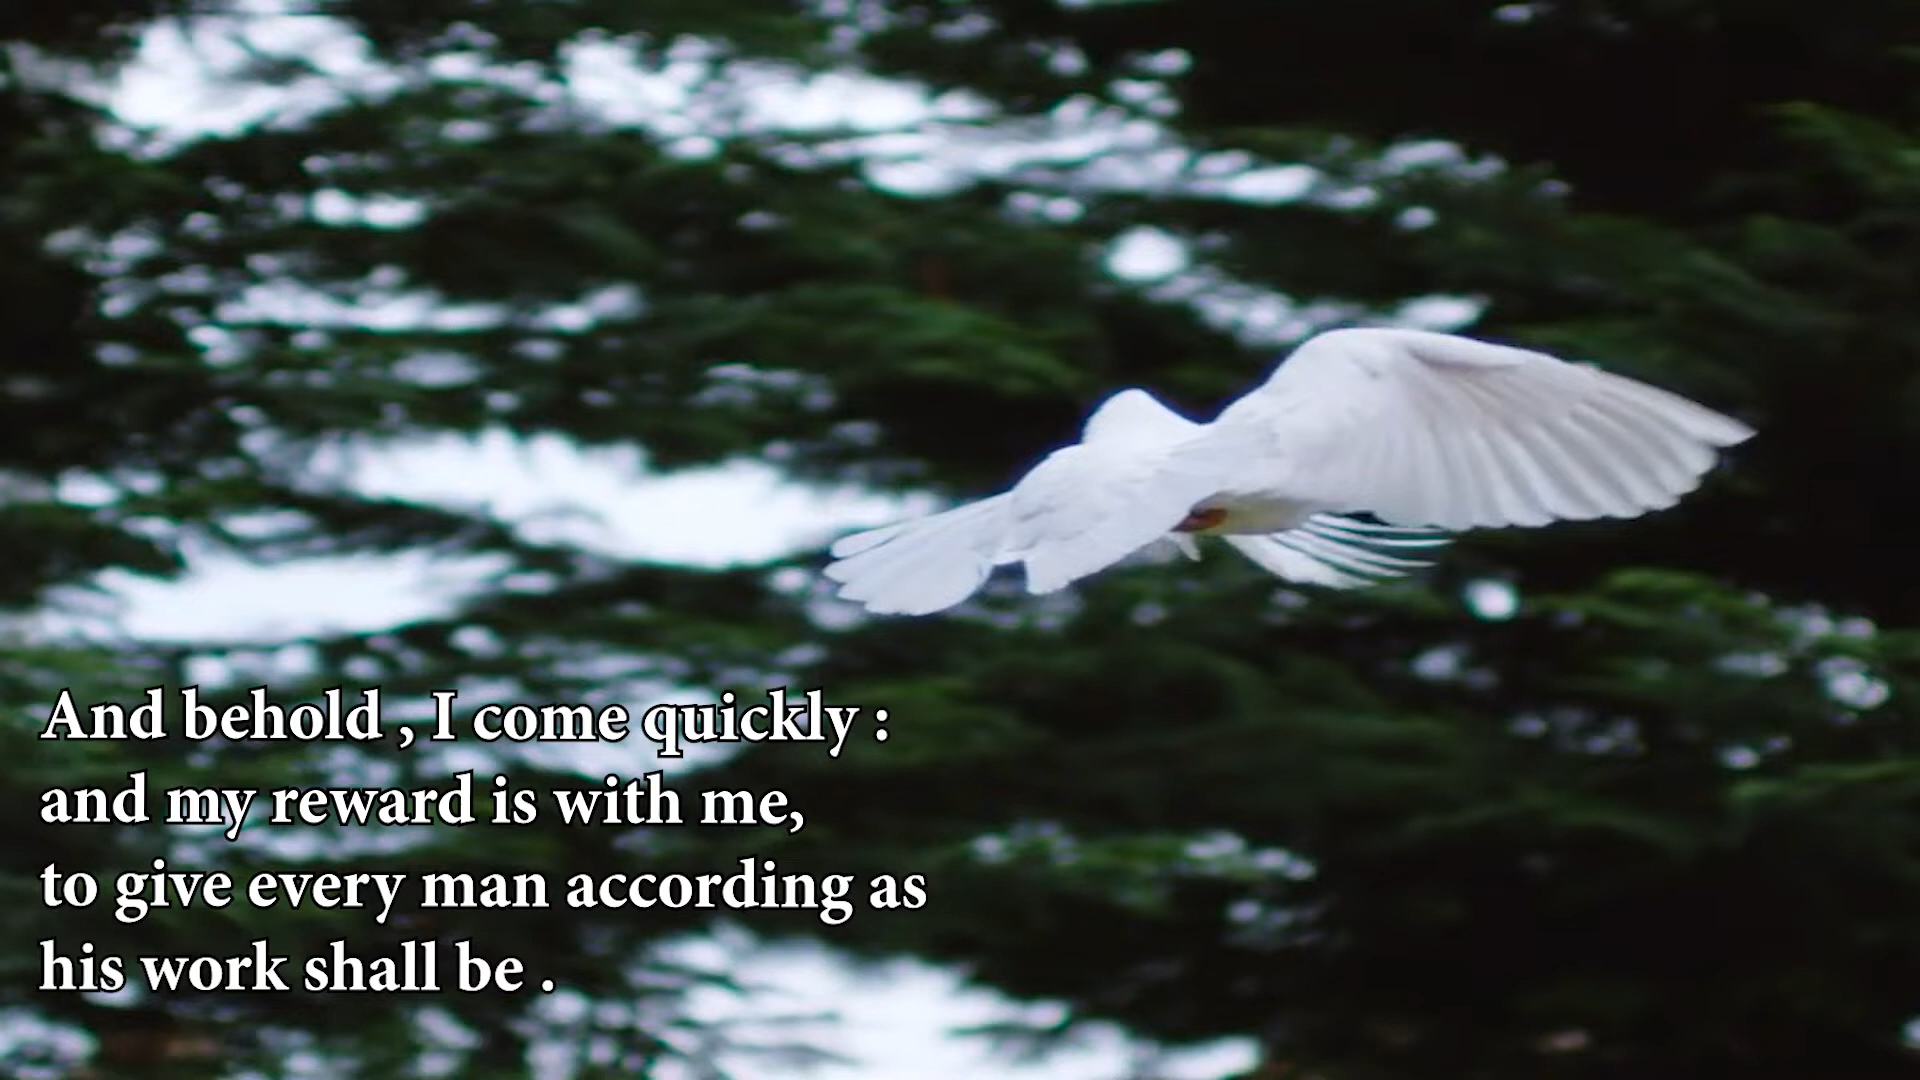 And behold , I come quickly :
and my reward is with me,
to give every man according as
his work shall be .